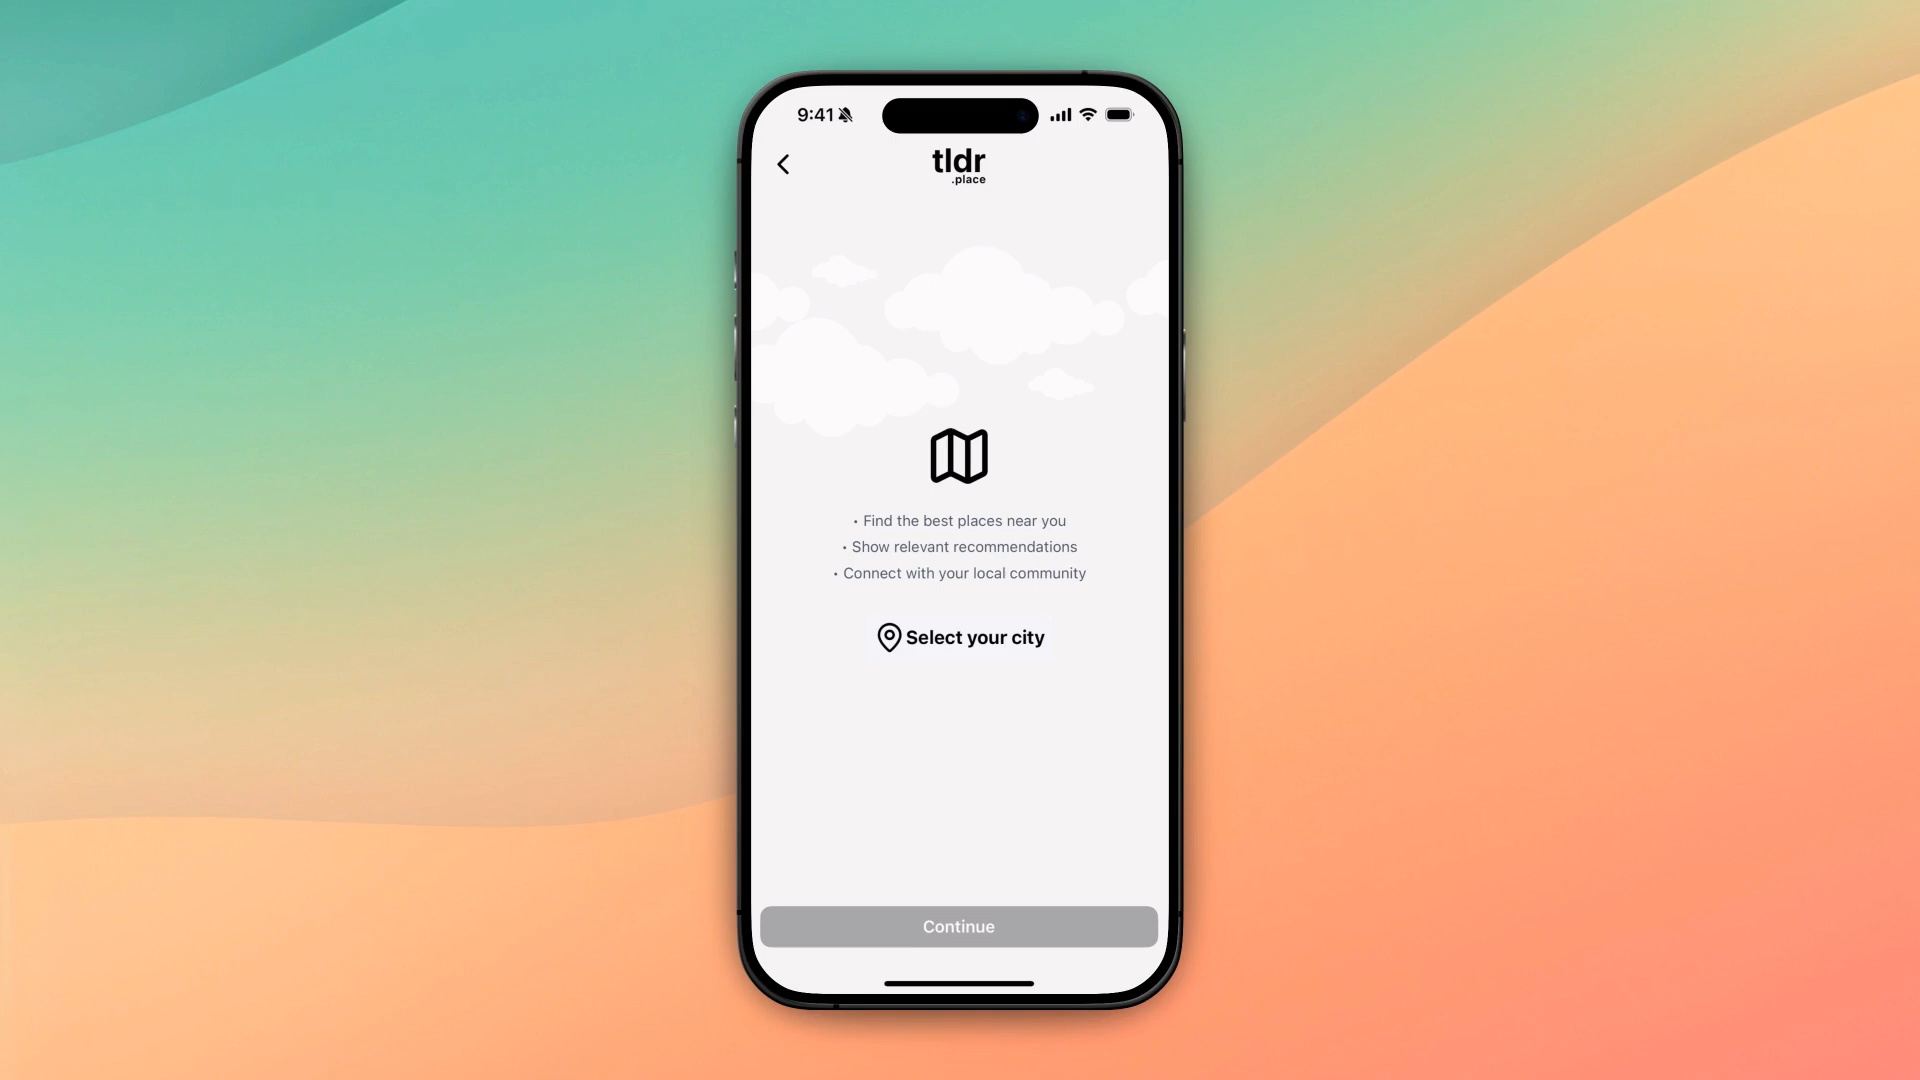 9:41
tldr
.place
• Find the best places near you
• Show relevant recommendations
• Connect with your local community
Select your city
Continue